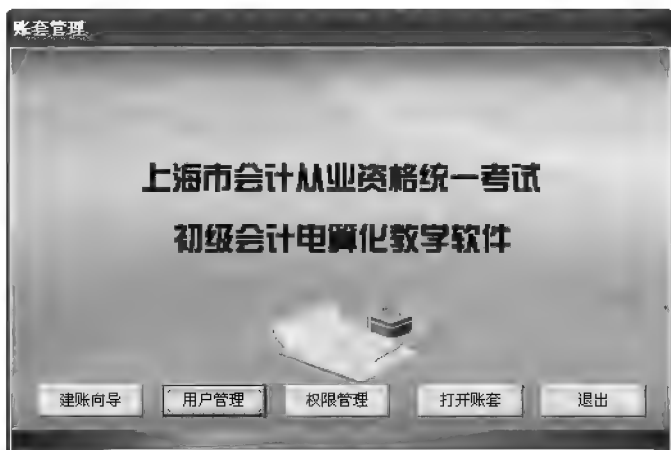 账套管理
上海市会计从业资格统一考试
初级会计电算化教学软件
建账向导 用户管理 权限管理 打开账套 退出